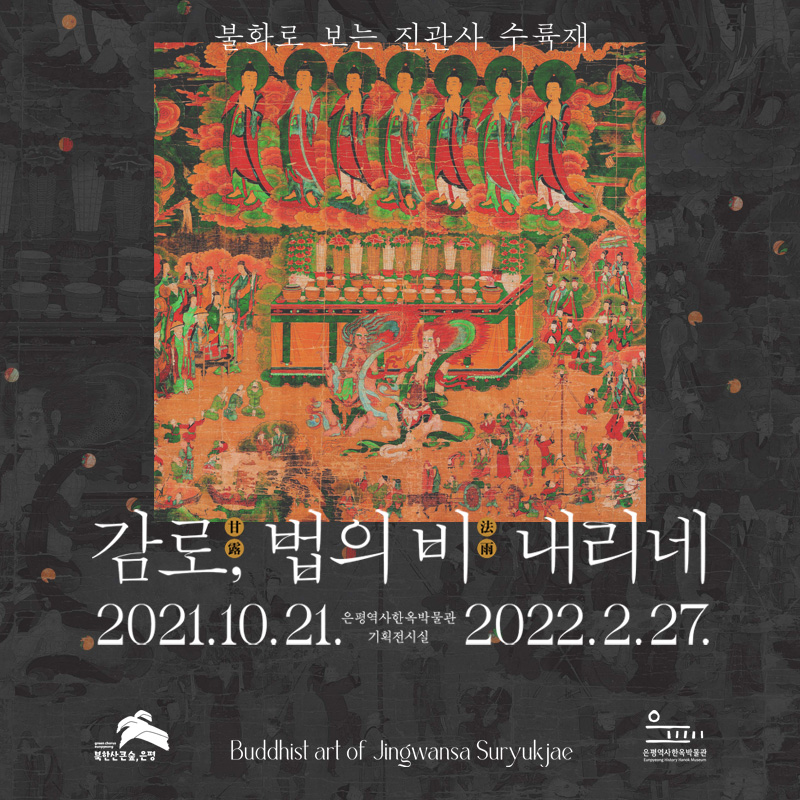 불화로 보는 진관사 수륙재
감로, 법의 비 내리네
甘露
法雨
2021.10.21.
은평역사한옥박물관
기획전시실
2022.2.27.
북한산큰숲,은평
Buddhist art of Jingwansa Suryukjae
은평역사한옥박물관
Eunpyeong History Hanok Museum